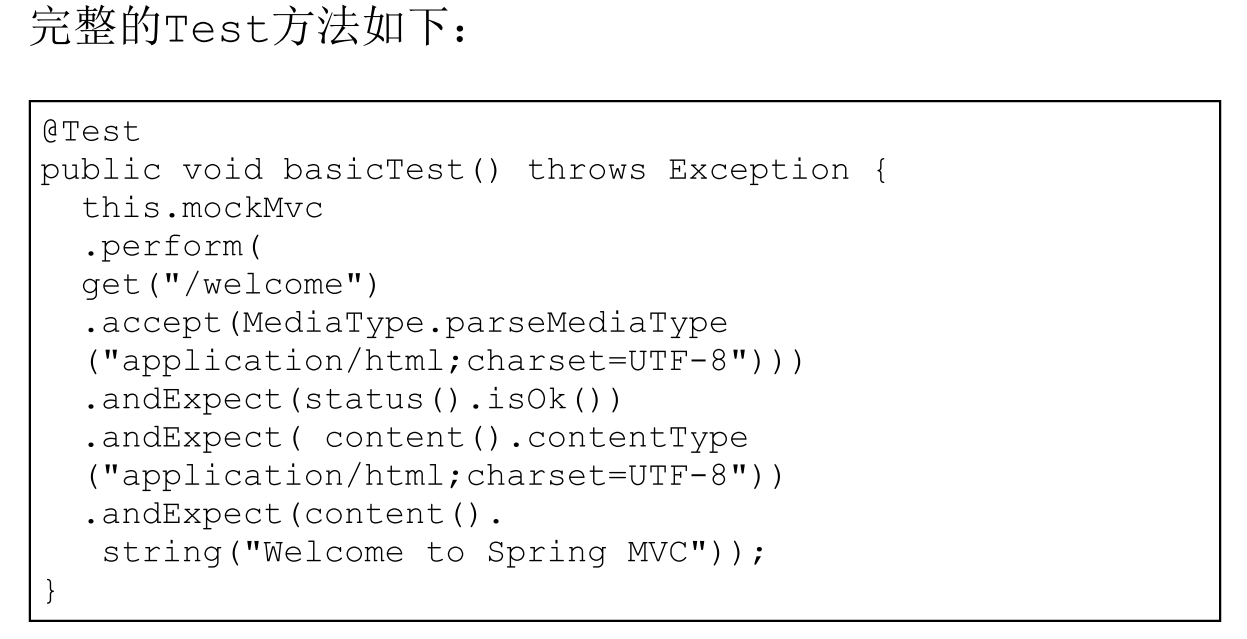 完整的Test方法如下：
@Test
public void basicTest() throws Exception {
  this.mockMvc
  .perform(
  get("/welcome")
  .accept(MediaType.parseMediaType
  ("application/html;charset=UTF-8")))
  .andExpect(status().isOk())
  .andExpect( content().contentType
  ("application/html;charset=UTF-8"))
  .andExpect(content().
   string("Welcome to Spring MVC"));
}